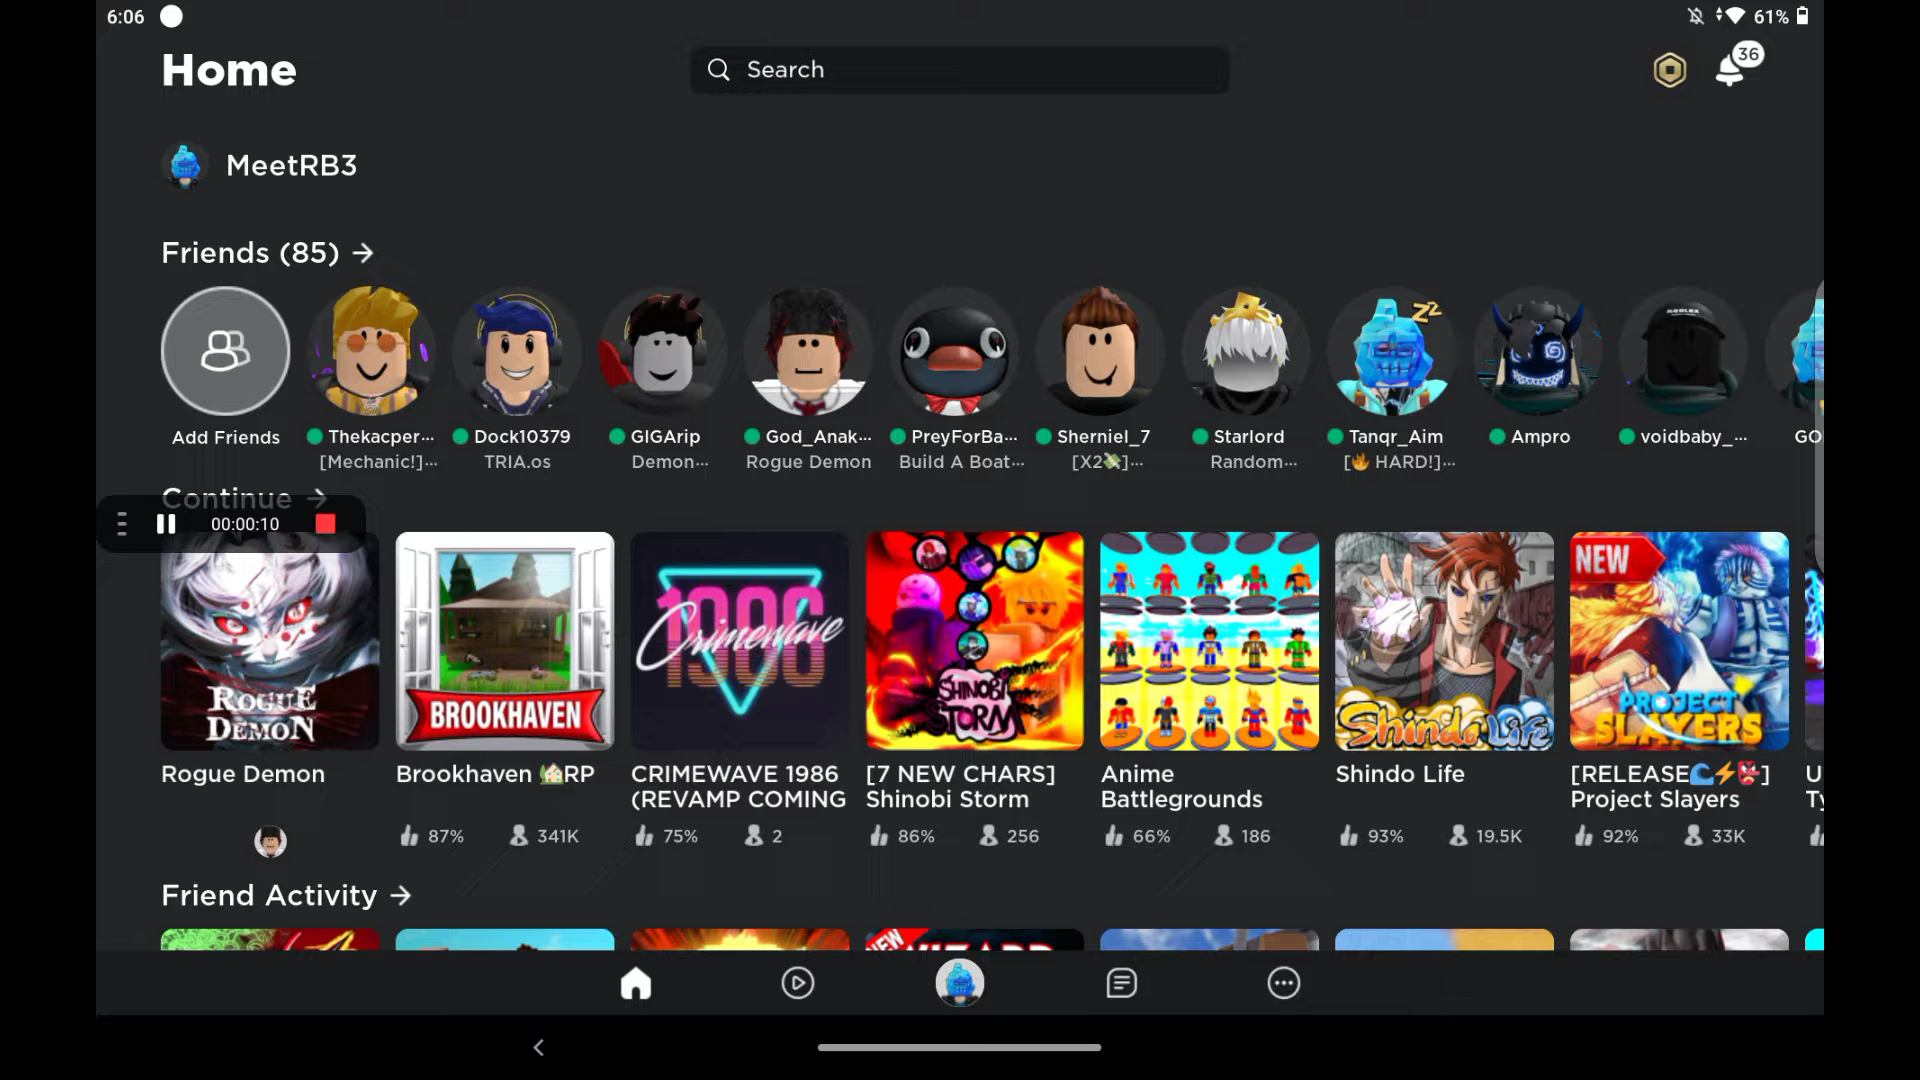 6:06
61%
Home
Search
36
MeetRB3
Friends (85)
Add Friends
Thekacper...
Dock10379
GIGArip
God_Anak...
PreyForBa...
Sherniel_7
Starlord
Tanqr_Aim
Ampro
voidbaby_...
GO
[Mechanic!]...
TRIA.os
Demon...
Rogue Demon
Build A Boat...
[X2💸]...
Random...
[🔥 HARD!]...
Continue
00:00:10
ROGUE DEMON
BROOKHAVEN
1986
Crimewave
SHINOBI STORM
Shindo Life
NEW
PROJECT SLAYERS
Rogue Demon
Brookhaven 🏡RP
CRIMEWAVE 1986
(REVAMP COMING
[7 NEW CHARS]
Shinobi Storm
Anime
Battlegrounds
Shindo Life
[RELEASE🌊⚡👺]
Project Slayers
U
T
87%
341K
75%
2
86%
256
66%
186
93%
19.5K
92%
33K
Friend Activity
NEW